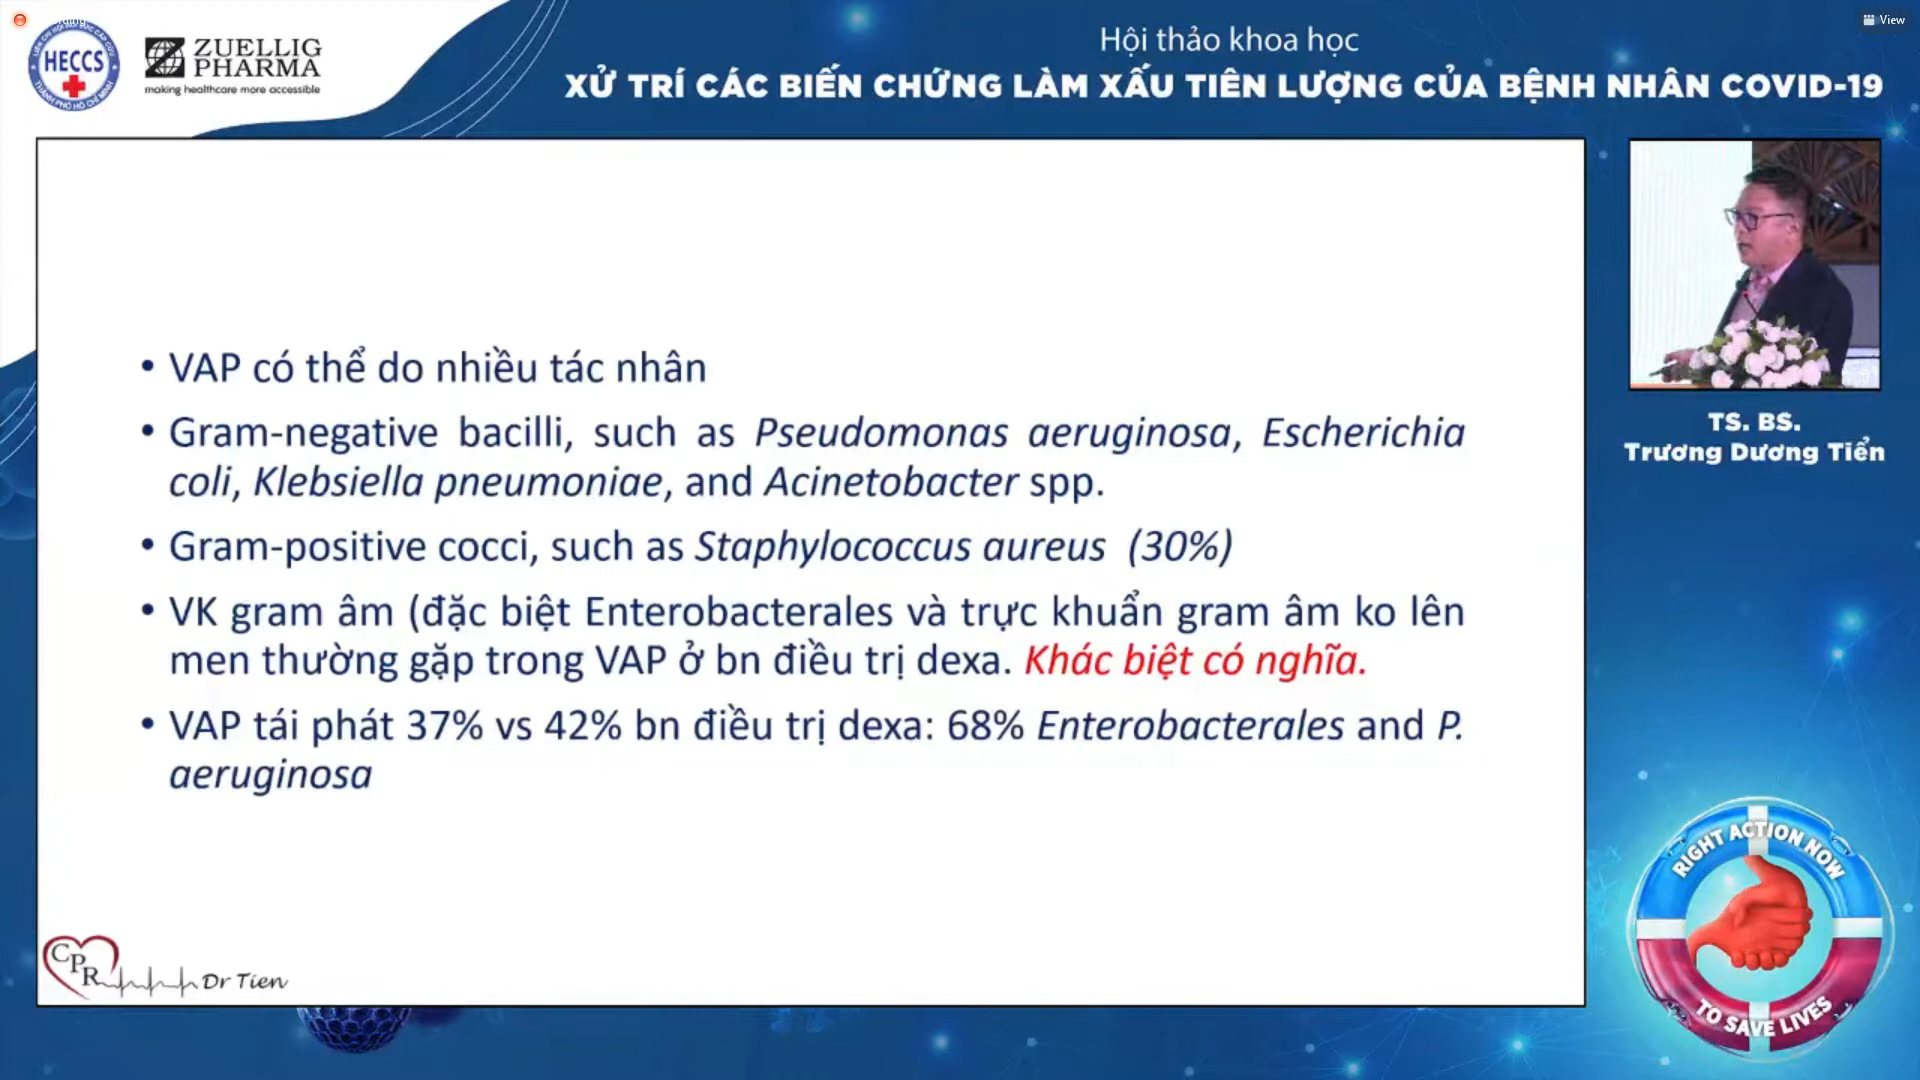 View
HECCS
THÀNH PHỐ HỒ CHÍ MINH
ZUELLIG
PHARMA
making healthcare more accessible
Hội thảo khoa học
XỬ TRÍ CÁC BIẾN CHỨNG LÀM XẤU TIÊN LƯỢNG CỦA BỆNH NHÂN COVID-19
• VAP có thể do nhiều tác nhân
• Gram-negative bacilli, such as Pseudomonas aeruginosa, Escherichia
coli, Klebsiella pneumoniae, and Acinetobacter spp.
• Gram-positive cocci, such as Staphylococcus aureus (30%)
• VK gram âm (đặc biệt Enterobacterales và trực khuẩn gram âm ko lên
men thường gặp trong VAP ở bn điều trị dexa. Khác biệt có nghĩa.
• VAP tái phát 37% vs 42% bn điều trị dexa: 68% Enterobacterales and P.
aeruginosa
TS. BS.
Trương Dương Tiển
CPR
Dr Tien
RIGHT ACTION NOW
TO SAVE LIVES